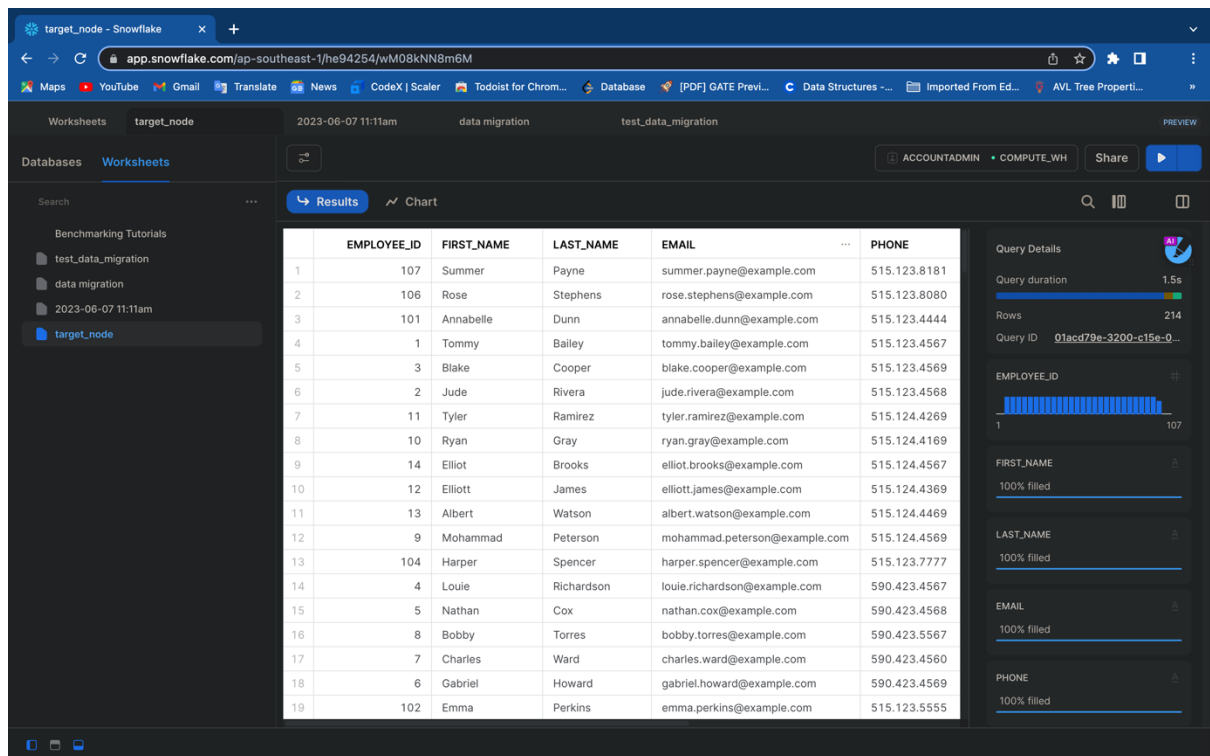 target_node - Snowflake
app.snowflake.com/ap-southeast-1/he94254/wM08kNN8m6M
Maps YouTube Gmail Translate GB News CodeX | Scaler Todoist for Chrom... Database [PDF] GATE Previ... C Data Structures -... Imported From Ed... AVL Tree Properti... »
Worksheets target_node 2023-06-07 11:11am data migration test_data_migration PREVIEW
Databases Worksheets ACCOUNTADMIN • COMPUTE_WH Share
Search ... Results Chart
Benchmarking Tutorials
test_data_migration
data migration
2023-06-07 11:11am
target_node
EMPLOYEE_ID FIRST_NAME LAST_NAME EMAIL ... PHONE
1 107 Summer Payne summer.payne@example.com 515.123.8181
2 106 Rose Stephens rose.stephens@example.com 515.123.8080
3 101 Annabelle Dunn annabelle.dunn@example.com 515.123.4444
4 1 Tommy Bailey tommy.bailey@example.com 515.123.4567
5 3 Blake Cooper blake.cooper@example.com 515.123.4569
6 2 Jude Rivera jude.rivera@example.com 515.123.4568
7 11 Tyler Ramirez tyler.ramirez@example.com 515.124.4269
8 10 Ryan Gray ryan.gray@example.com 515.124.4169
9 14 Elliot Brooks elliot.brooks@example.com 515.124.4567
10 12 Elliott James elliott.james@example.com 515.124.4369
11 13 Albert Watson albert.watson@example.com 515.124.4469
12 9 Mohammad Peterson mohammad.peterson@example.com 515.124.4569
13 104 Harper Spencer harper.spencer@example.com 515.123.7777
14 4 Louie Richardson louie.richardson@example.com 590.423.4567
15 5 Nathan Cox nathan.cox@example.com 590.423.4568
16 8 Bobby Torres bobby.torres@example.com 590.423.5567
17 7 Charles Ward charles.ward@example.com 590.423.4560
18 6 Gabriel Howard gabriel.howard@example.com 590.423.4569
19 102 Emma Perkins emma.perkins@example.com 515.123.5555
Query Details AI
Query duration 1.5s
Rows 214
Query ID 01acd79e-3200-c15e-0...
EMPLOYEE_ID #
1 107
FIRST_NAME A
100% filled
LAST_NAME A
100% filled
EMAIL A
100% filled
PHONE A
100% filled